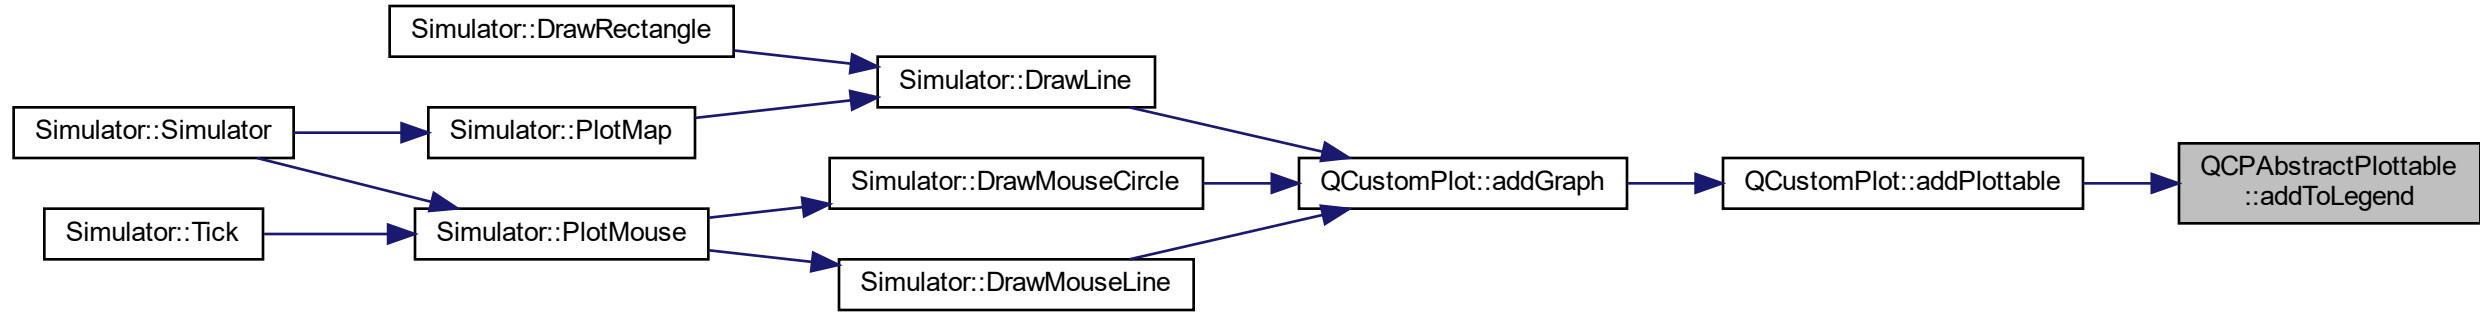 Simulator::DrawRectangle
Simulator::DrawLine
Simulator::Simulator
Simulator::PlotMap
Simulator::DrawMouseCircle
QCustomPlot::addGraph
QCustomPlot::addPlottable
QCPAbstractPlottable
::addToLegend
Simulator::Tick
Simulator::PlotMouse
Simulator::DrawMouseLine